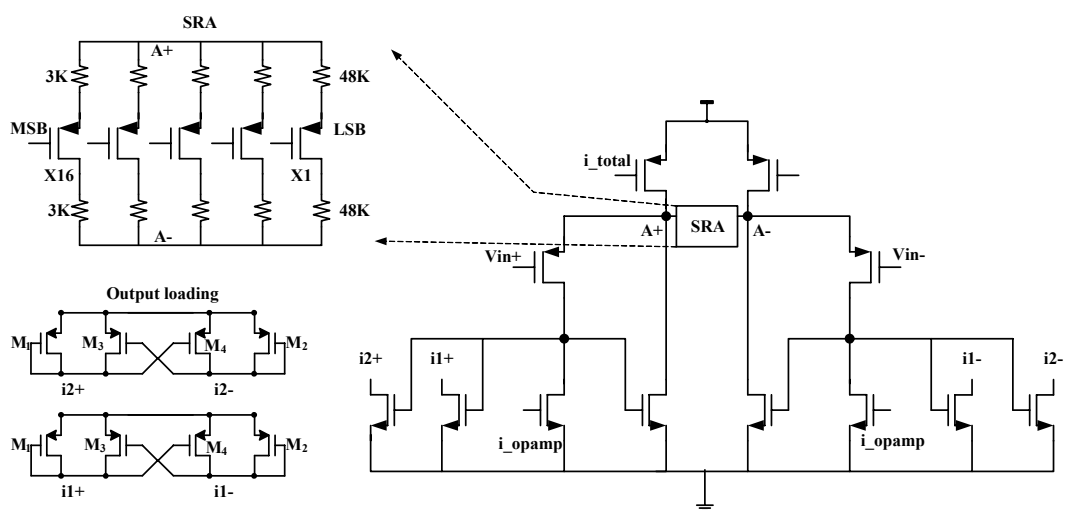 SRA
A+
3K
48K
MSB
LSB
X16
X1
3K
48K
A-
i_total
A+
SRA
A-
Vin+
Vin-
Output loading
M1
M3
M4
M2
i2+
i2-
M1
M3
M4
M2
i1+
i1-
i2+
i1+
i_opamp
i_opamp
i1-
i2-